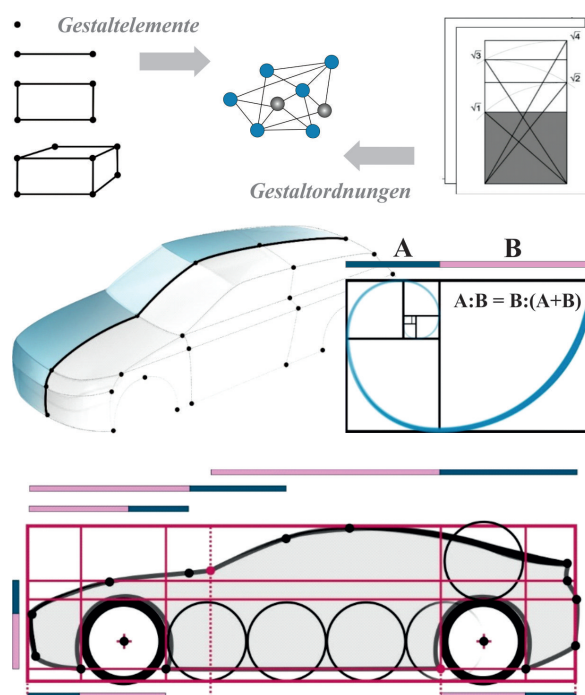 Gestaltelemente
√4
√3
√2
√1
Gestaltordnungen
A B
A:B = B:(A+B)